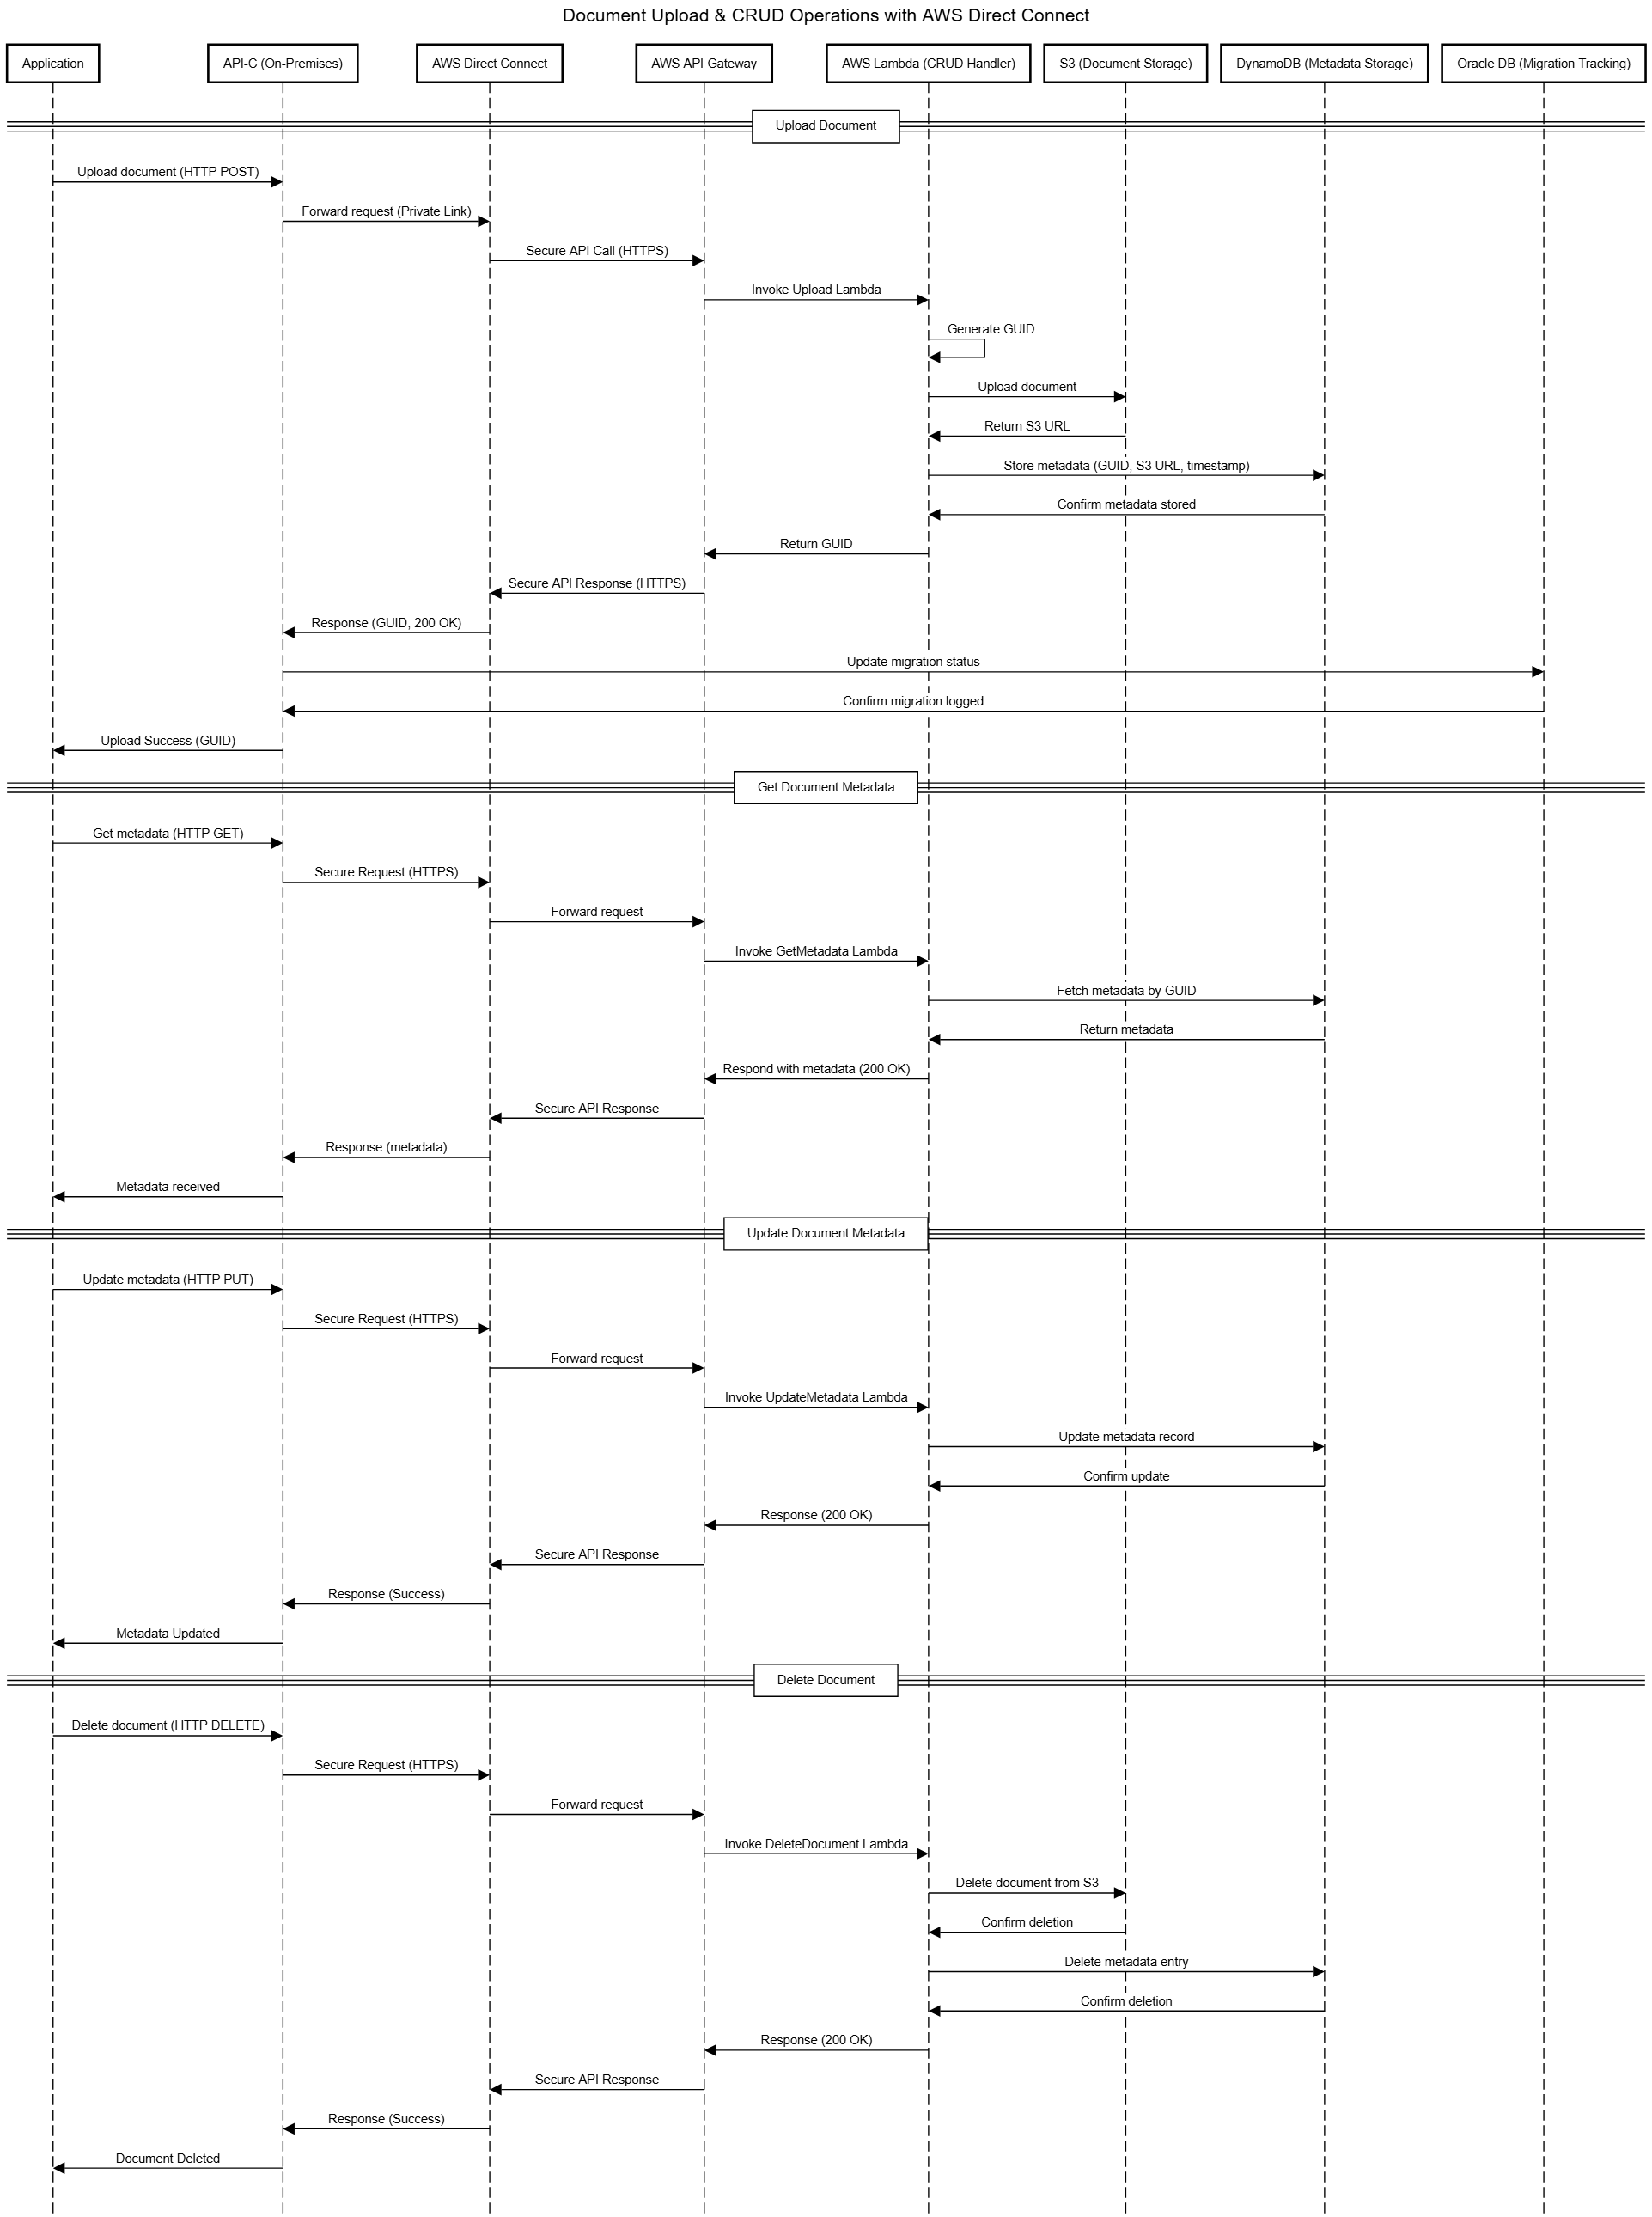 Document Upload & CRUD Operations with AWS Direct Connect
Application
API-C (On-Premises)
AWS Direct Connect
AWS API Gateway
AWS Lambda (CRUD Handler)
S3 (Document Storage)
DynamoDB (Metadata Storage)
Oracle DB (Migration Tracking)
Upload Document
Upload document (HTTP POST)
Forward request (Private Link)
Secure API Call (HTTPS)
Invoke Upload Lambda
Generate GUID
Upload document
Return S3 URL
Store metadata (GUID, S3 URL, timestamp)
Confirm metadata stored
Return GUID
Secure API Response (HTTPS)
Response (GUID, 200 OK)
Update migration status
Confirm migration logged
Upload Success (GUID)
Get Document Metadata
Get metadata (HTTP GET)
Secure Request (HTTPS)
Forward request
Invoke GetMetadata Lambda
Fetch metadata by GUID
Return metadata
Respond with metadata (200 OK)
Secure API Response
Response (metadata)
Metadata received
Update Document Metadata
Update metadata (HTTP PUT)
Secure Request (HTTPS)
Forward request
Invoke UpdateMetadata Lambda
Update metadata record
Confirm update
Response (200 OK)
Secure API Response
Response (Success)
Metadata Updated
Delete Document
Delete document (HTTP DELETE)
Secure Request (HTTPS)
Forward request
Invoke DeleteDocument Lambda
Delete document from S3
Confirm deletion
Delete metadata entry
Confirm deletion
Response (200 OK)
Secure API Response
Response (Success)
Document Deleted